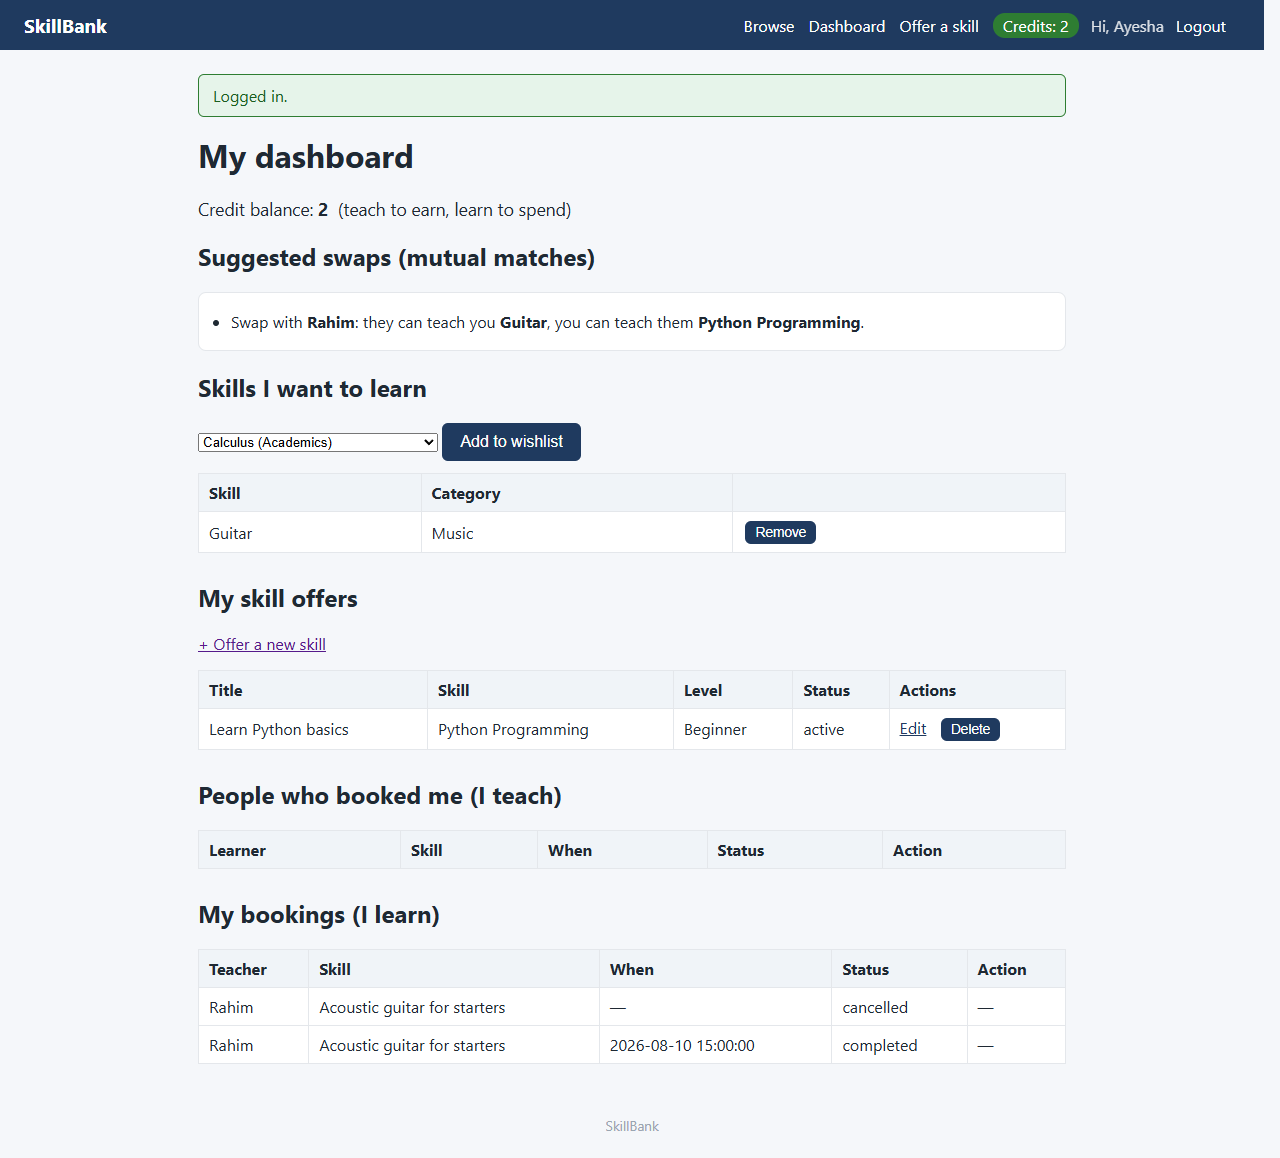 SkillBank Browse Dashboard Offer a skill Credits: 2 Hi, Ayesha Logout
Logged in.
My dashboard
Credit balance: 2 (teach to earn, learn to spend)
Suggested swaps (mutual matches)
• Swap with Rahim: they can teach you Guitar, you can teach them Python Programming.
Skills I want to learn
Calculus (Academics) Add to wishlist
Skill Category
Guitar Music Remove
My skill offers
+ Offer a new skill
Title Skill Level Status Actions
Learn Python basics Python Programming Beginner active Edit Delete
People who booked me (I teach)
Learner Skill When Status Action
My bookings (I learn)
Teacher Skill When Status Action
Rahim Acoustic guitar for starters — cancelled —
Rahim Acoustic guitar for starters 2026-08-10 15:00:00 completed —
SkillBank